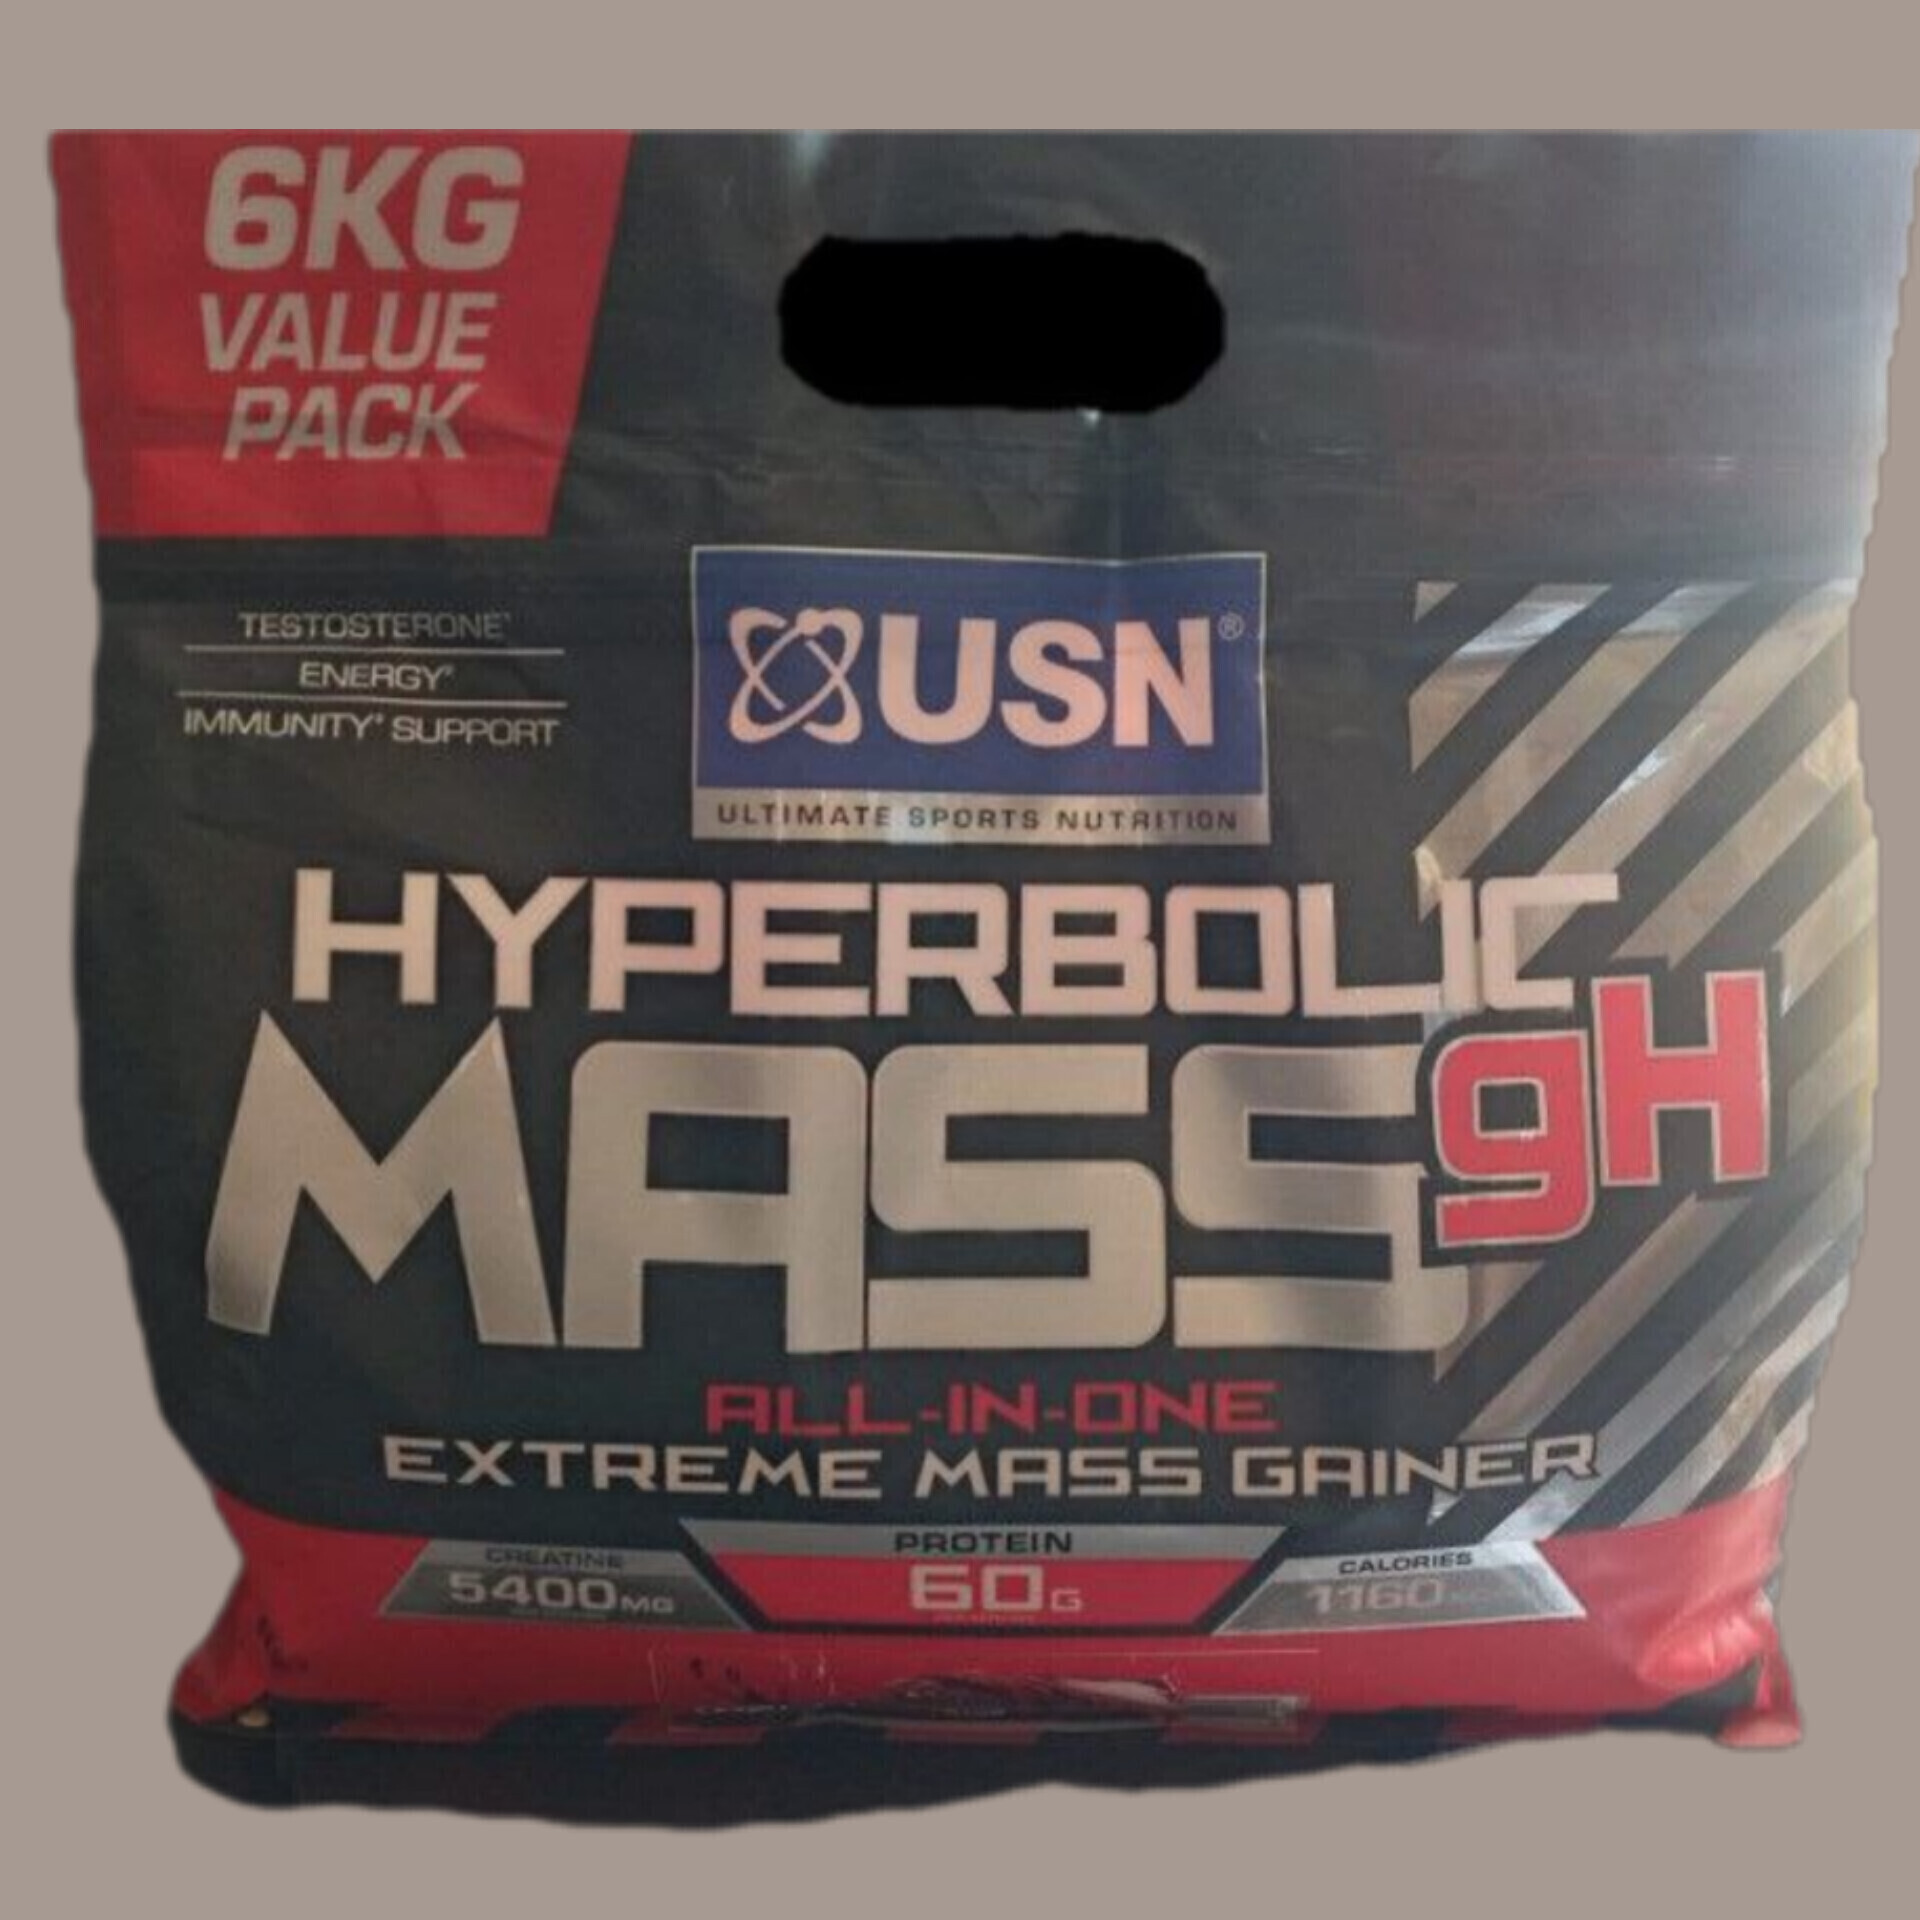 6KG
VALUE
PACK
TESTOSTERONE*
ENERGY*
IMMUNITY* SUPPORT
USN®
ULTIMATE SPORTS NUTRITION
HYPERBOLIC
MASS gH
ALL-IN-ONE
EXTREME MASS GAINER
CREATINE
5400MG
PROTEIN
60G
CALORIES
1160